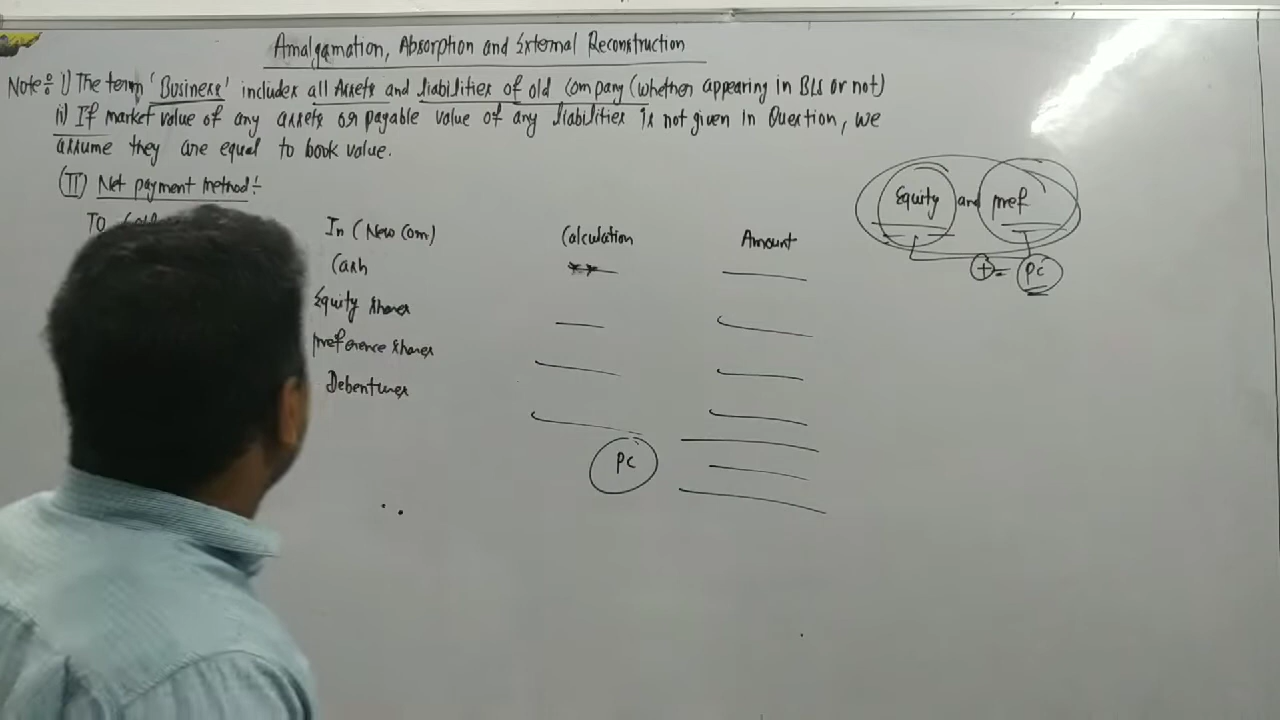 Amalgamation, Absorption and External Reconstruction
Note: i) The term 'Business' includes all Assets and liabilities of old company (whether appearing in B/S or not)
ii) If market value of any assets or payable value of any liabilities is not given in Question, we
assume they are equal to book value.
(II) Net payment method:-
TO
In (New Com) Calculation Amount
Cash
Equity shares
preference shares
Debentures
PC
Equity and pref
+ = PC